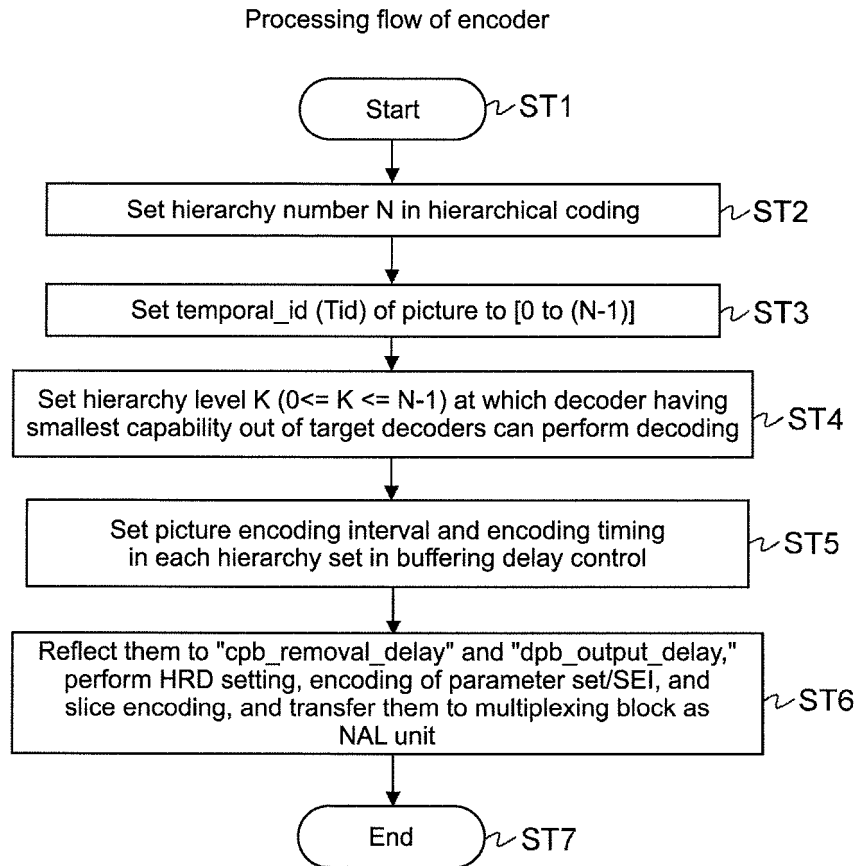 Processing flow of encoder
Start
ST1
Set hierarchy number N in hierarchical coding
ST2
Set temporal_id (Tid) of picture to [0 to (N-1)]
ST3
Set hierarchy level K (0<= K <= N-1) at which decoder having
smallest capability out of target decoders can perform decoding
ST4
Set picture encoding interval and encoding timing
in each hierarchy set in buffering delay control
ST5
Reflect them to "cpb_removal_delay" and "dpb_output_delay,"
perform HRD setting, encoding of parameter set/SEI, and
slice encoding, and transfer them to multiplexing block as
NAL unit
ST6
End
ST7